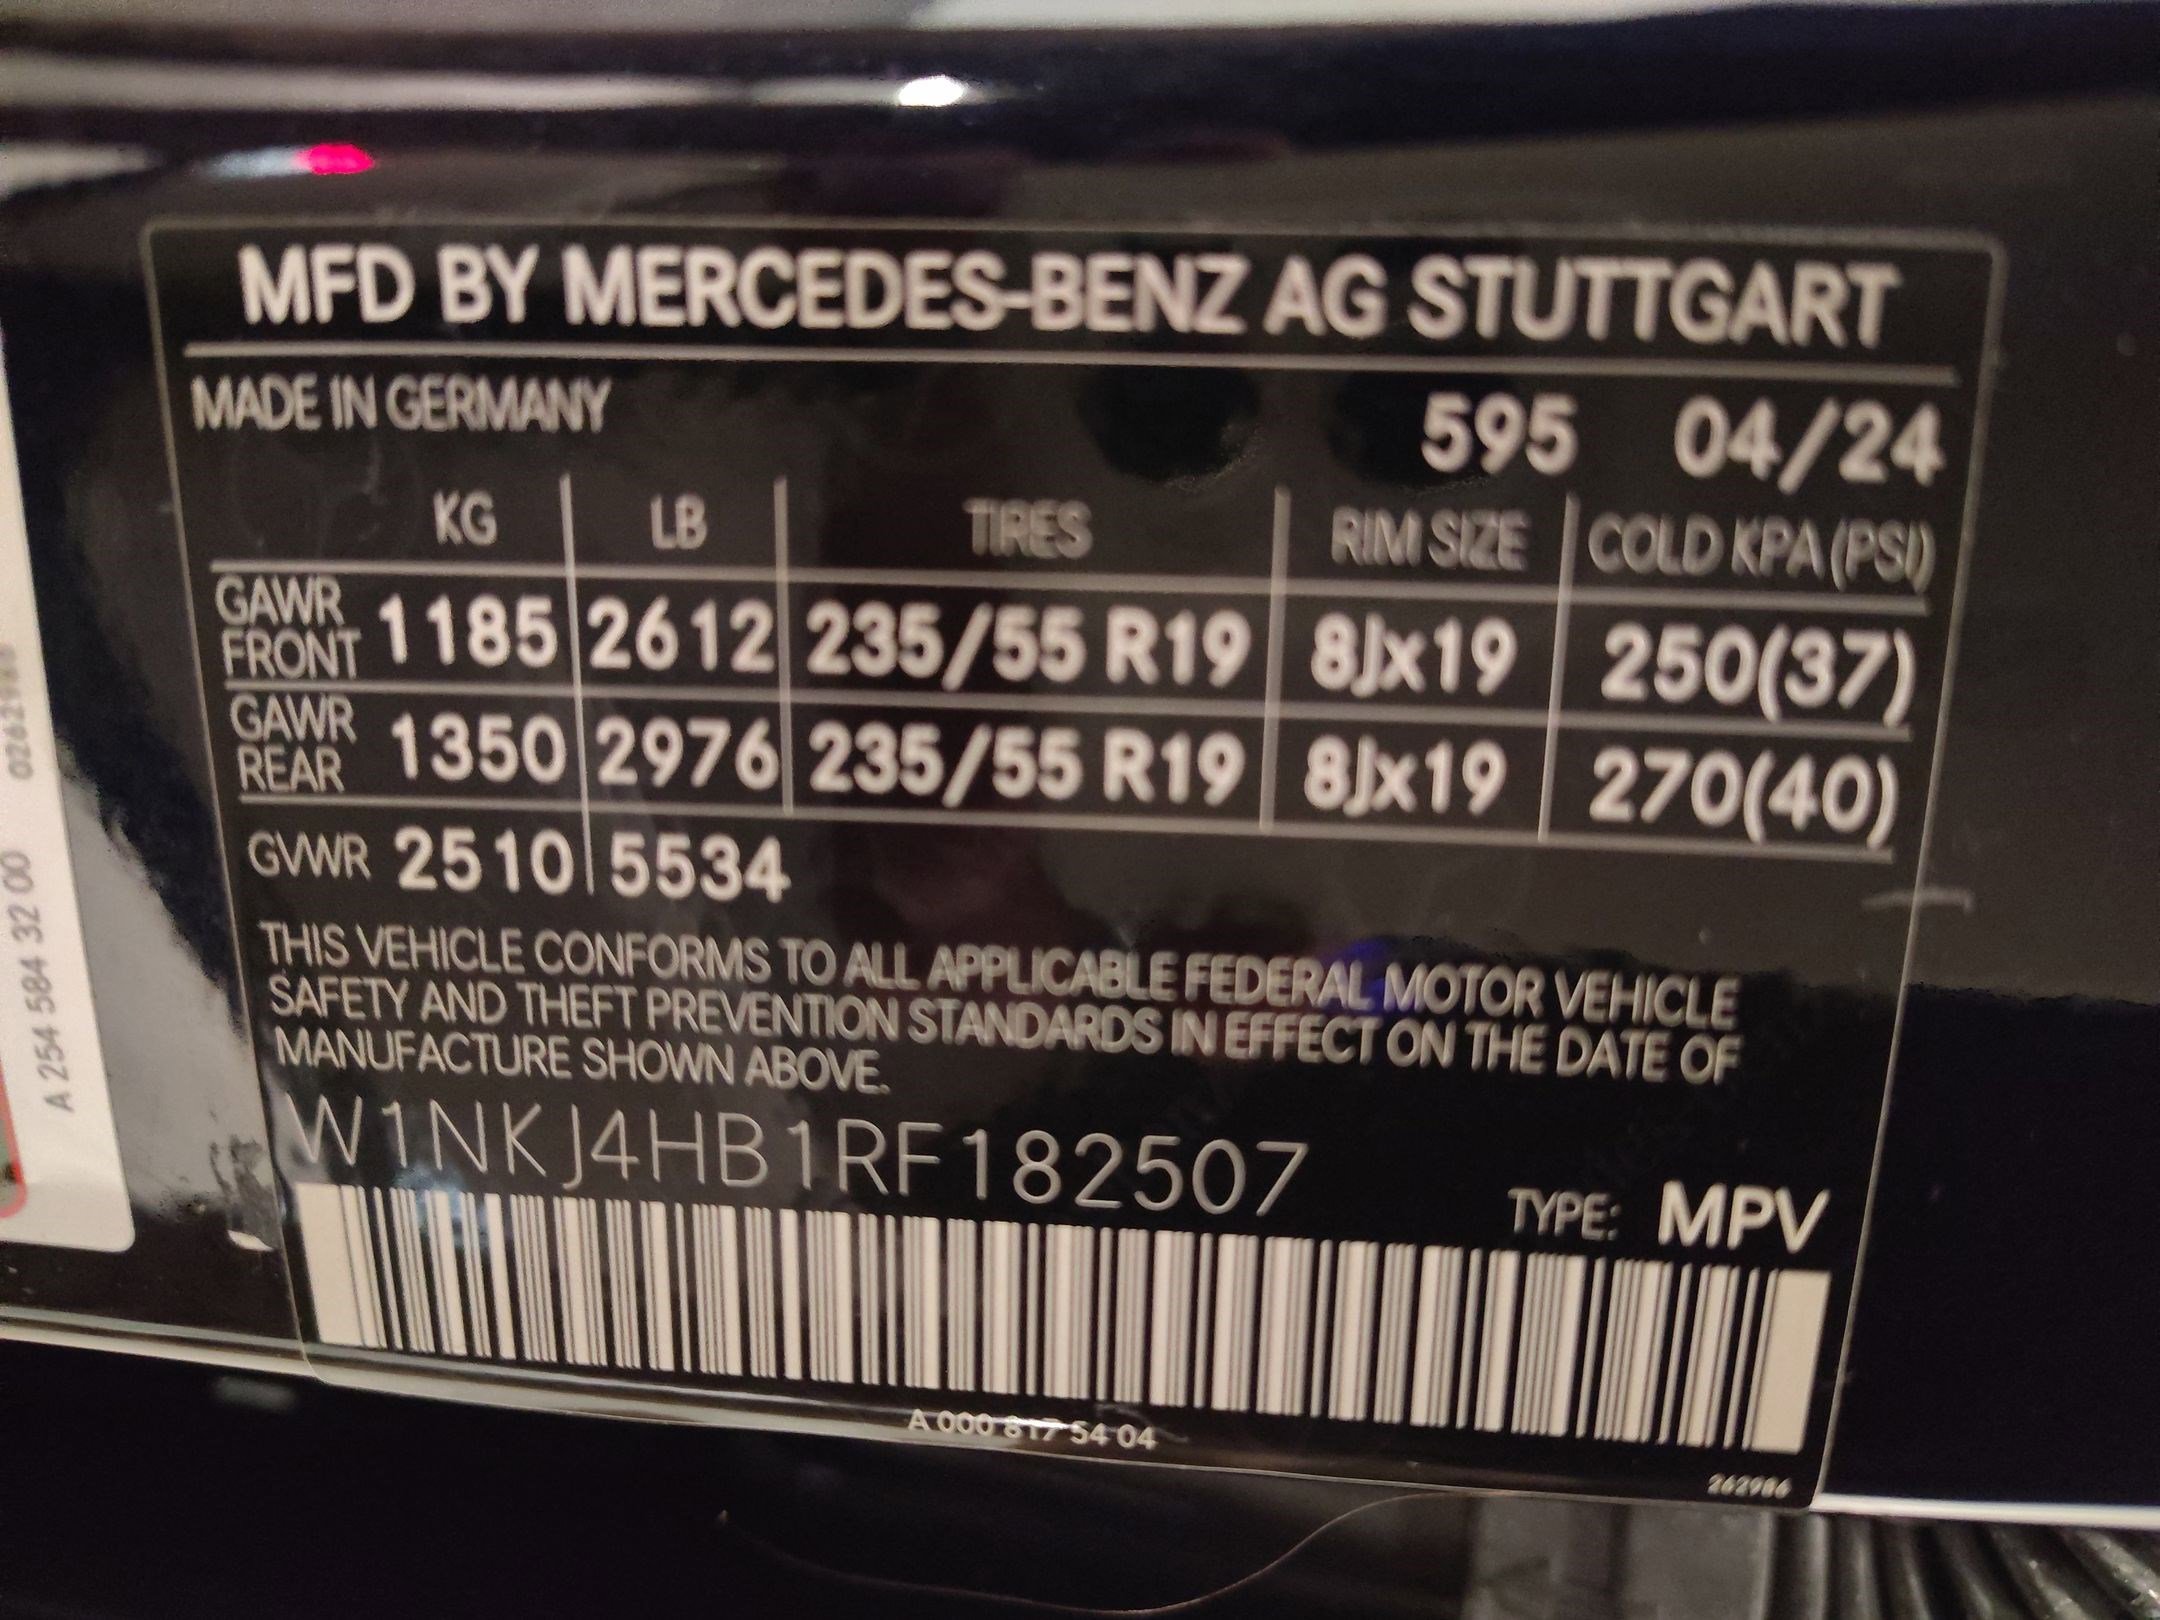 MFD BY MERCEDES-BENZ AG STUTTGART
MADE IN GERMANY 595 04/24
KG LB TIRES RIM SIZE COLD KPA (PSI)
GAWR FRONT 1185 2612 235/55 R19 8Jx19 250(37)
GAWR REAR 1350 2976 235/55 R19 8Jx19 270(40)
GVWR 2510 5534
THIS VEHICLE CONFORMS TO ALL APPLICABLE FEDERAL MOTOR VEHICLE
SAFETY AND THEFT PREVENTION STANDARDS IN EFFECT ON THE DATE OF
MANUFACTURE SHOWN ABOVE.
W1NKJ4HB1RF182507
TYPE: MPV
A 000 817 54 04
262986
A 254 584 32 00